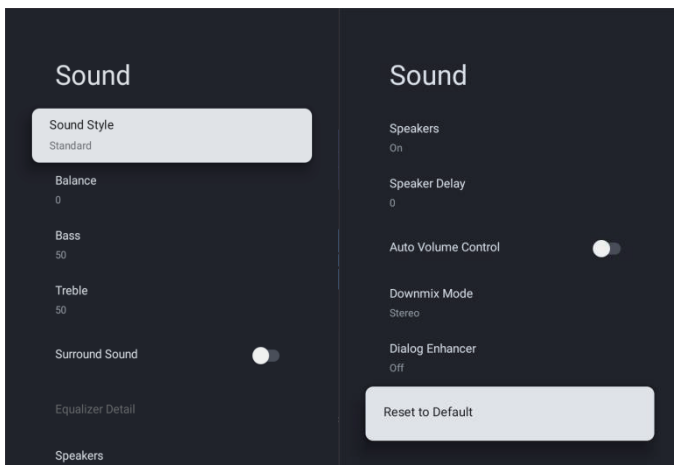 Sound
Sound Style
Standard
Balance
0
Bass
50
Treble
50
Surround Sound
Equalizer Detail
Speakers
Sound
Speakers
On
Speaker Delay
0
Auto Volume Control
Downmix Mode
Stereo
Dialog Enhancer
Off
Reset to Default